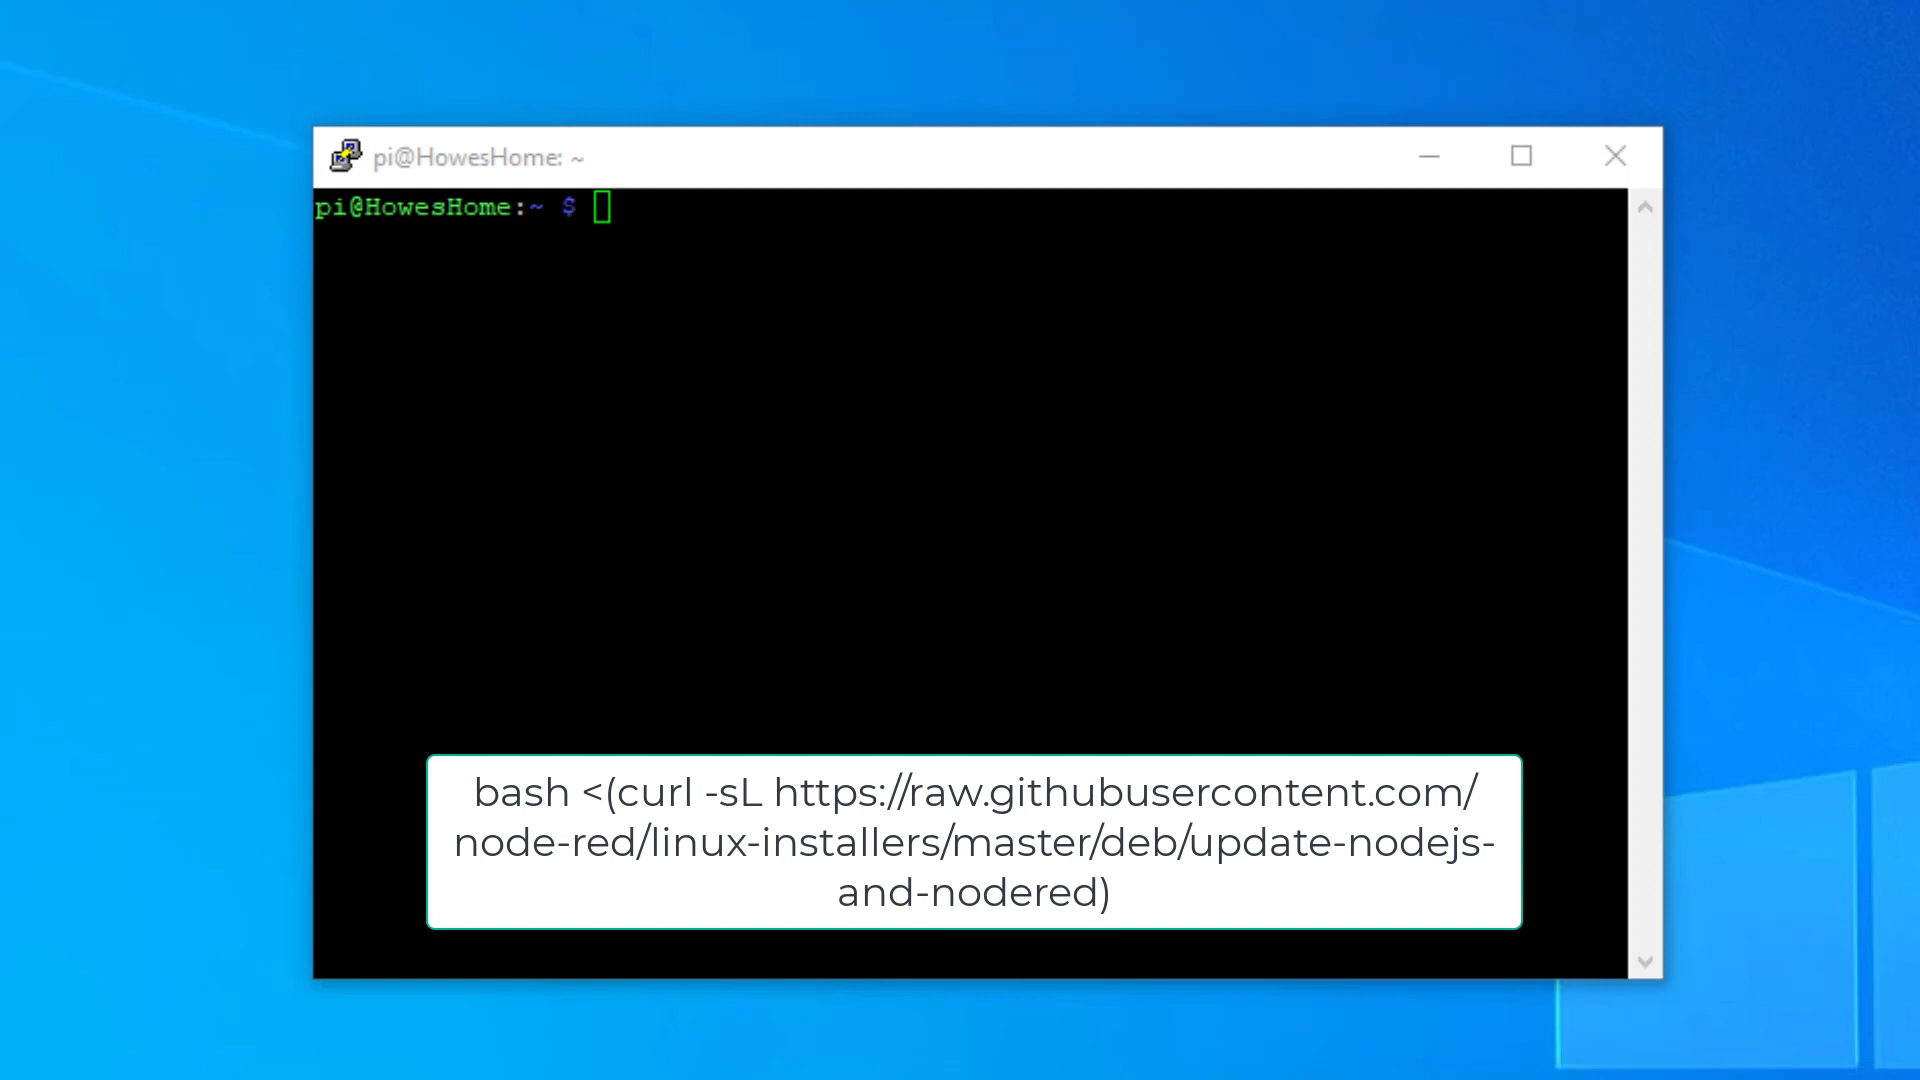 pi@HowesHome: ~
pi@HowesHome:~ $
bash <(curl -sL https://raw.githubusercontent.com/
node-red/linux-installers/master/deb/update-nodejs-
and-nodered)